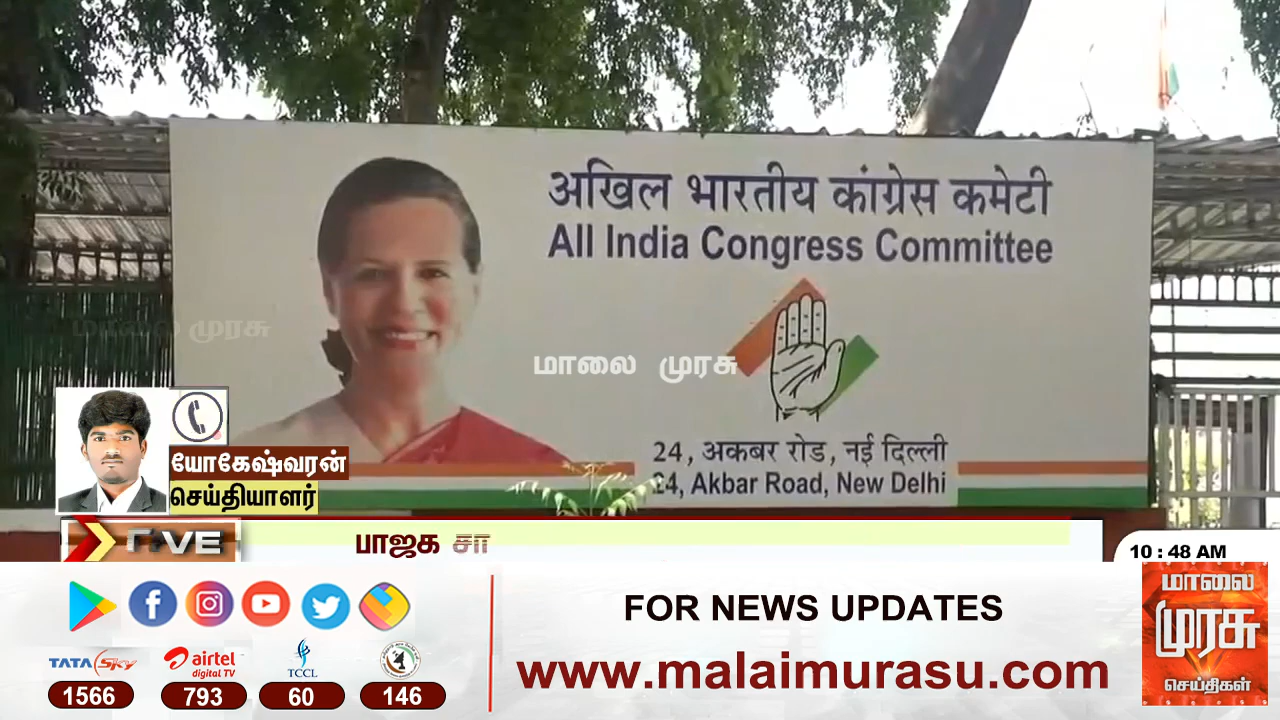 अखिल भारतीय कांग्रेस कमेटी
All India Congress Committee
மாலை முரசு
மாலை முரசு
24, अकबर रोड, नई दिल्ली
24, Akbar Road, New Delhi
யோகேஷ்வரன்
செய்தியாளர்
பாஜக சா
10 : 48 AM
FOR NEWS UPDATES
www.malaimurasu.com
TATA SKY
airtel
digital TV
TCCL
1566
793
60
146
மாலை
முரசு
செய்திகள்